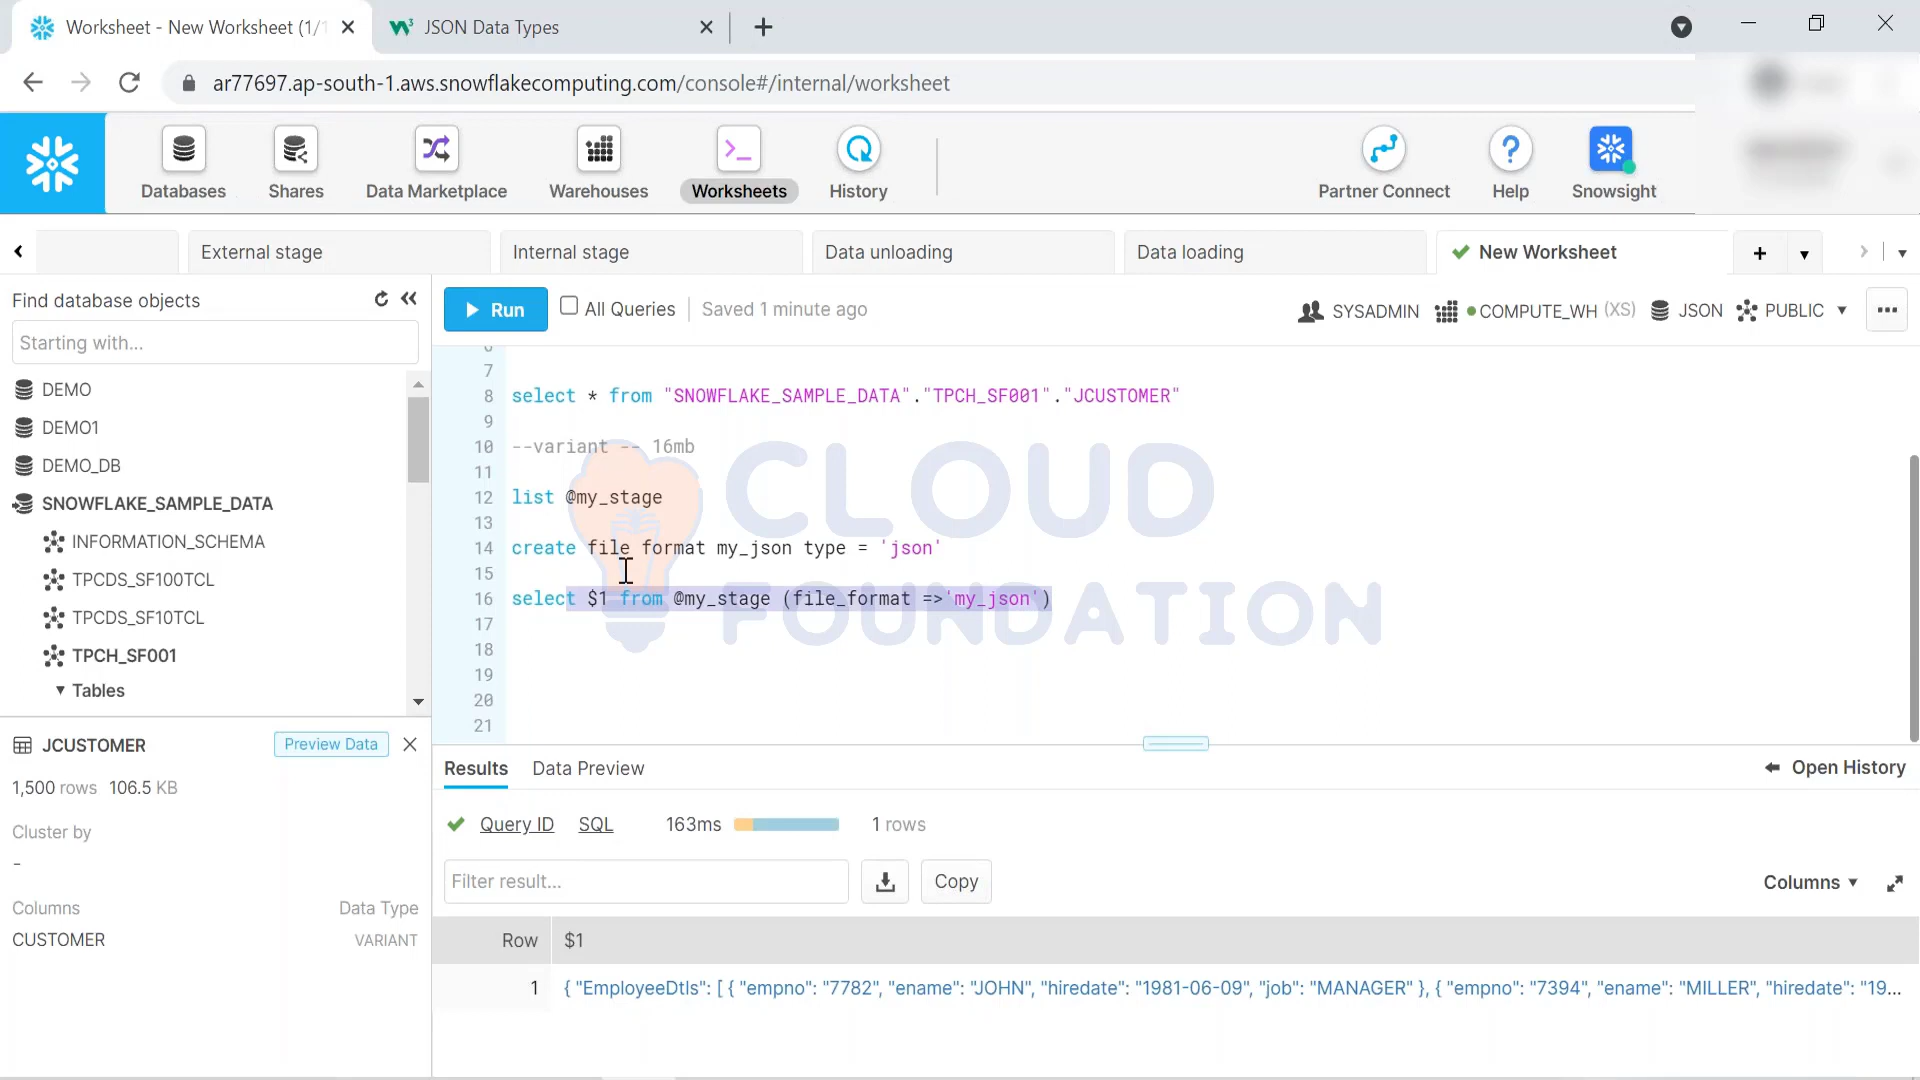 Worksheet - New Worksheet (1/1
JSON Data Types
ar77697.ap-south-1.aws.snowflakecomputing.com/console#/internal/worksheet
Databases
Shares
Data Marketplace
Warehouses
Worksheets
History
Partner Connect
Help
Snowsight
External stage
Internal stage
Data unloading
Data loading
New Worksheet
Find database objects
Starting with...
DEMO
DEMO1
DEMO_DB
SNOWFLAKE_SAMPLE_DATA
INFORMATION_SCHEMA
TPCDS_SF100TCL
TPCDS_SF10TCL
TPCH_SF001
Tables
JCUSTOMER
Preview Data
1,500 rows 106.5 KB
Cluster by
-
Columns Data Type
CUSTOMER VARIANT
Run
All Queries
Saved 1 minute ago
SYSADMIN
COMPUTE_WH (XS)
JSON
PUBLIC
6
7
8 select * from "SNOWFLAKE_SAMPLE_DATA"."TPCH_SF001"."JCUSTOMER"
9
10 --variant -- 16mb
11
12 list @my_stage
13
14 create file format my_json type = 'json'
15
16 select $1 from @my_stage (file_format =>'my_json')
17
18
19
20
21
CLOUD
FOUNDATION
Results
Data Preview
Open History
Query ID
SQL
163ms
1 rows
Filter result...
Copy
Columns
Row $1
1 { "EmployeeDtls": [ { "empno": "7782", "ename": "JOHN", "hiredate": "1981-06-09", "job": "MANAGER" }, { "empno": "7394", "ename": "MILLER", "hiredate": "19...